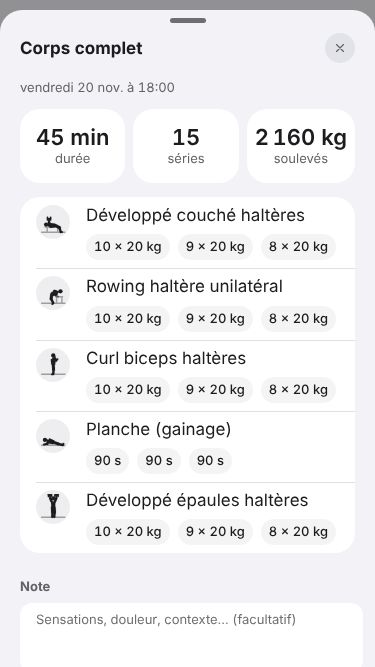 Corps complet
vendredi 20 nov. à 18:00
45 min
durée
15
séries
2 160 kg
soulevés
Développé couché haltères
10 × 20 kg 9 × 20 kg 8 × 20 kg
Rowing haltère unilatéral
10 × 20 kg 9 × 20 kg 8 × 20 kg
Curl biceps haltères
10 × 20 kg 9 × 20 kg 8 × 20 kg
Planche (gainage)
90 s 90 s 90 s
Développé épaules haltères
10 × 20 kg 9 × 20 kg 8 × 20 kg
Note
Sensations, douleur, contexte... (facultatif)